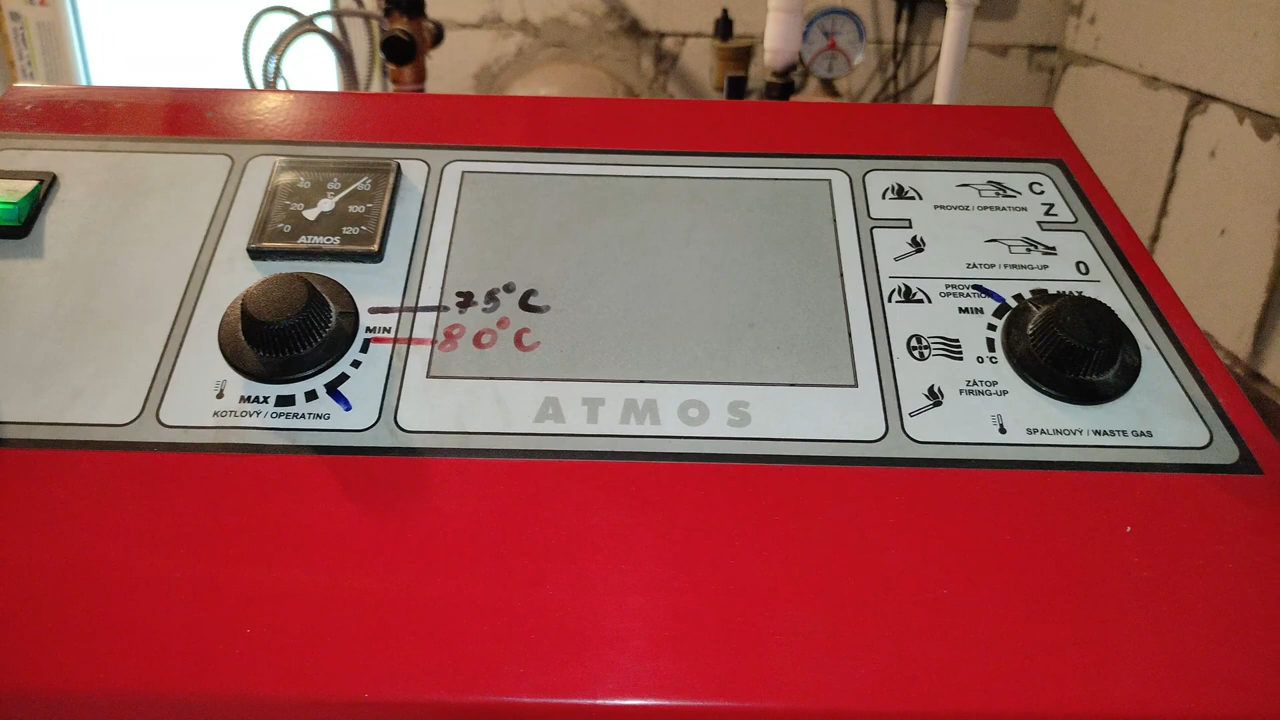 40 60 80
°C
20 100
0 120
ATMOS
75°C
MIN
80°C
MAX
KOTLOVÝ / OPERATING
ATMOS
C
PROVOZ / OPERATION
Z
ZÁTOP / FIRING-UP
0
PROVOZ
OPERATION
MAX
MIN
0°C
ZÁTOP
FIRING-UP
SPALINOVÝ / WASTE GAS